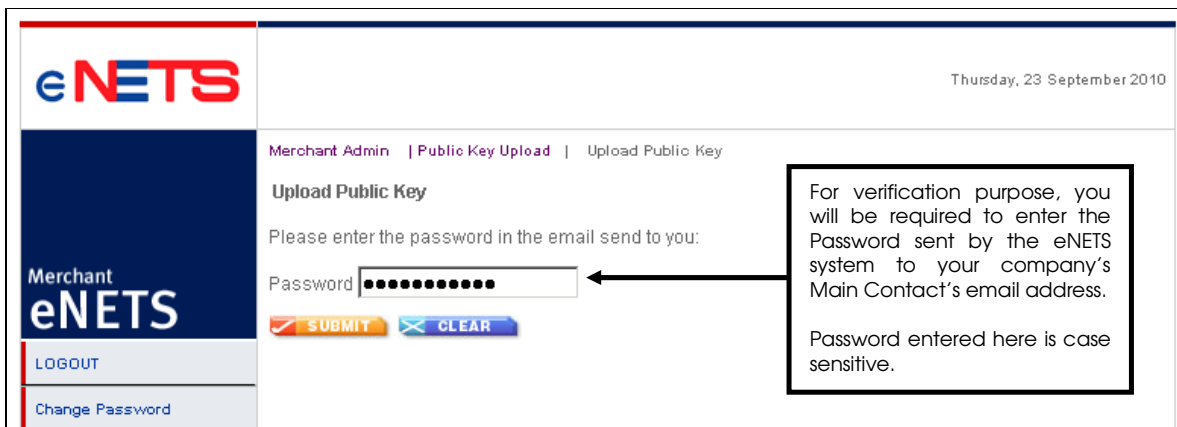 eNETS
Thursday, 23 September 2010
Merchant Admin | Public Key Upload | Upload Public Key
Upload Public Key
Please enter the password in the email send to you:
Password
SUBMIT CLEAR
For verification purpose, you
will be required to enter the
Password sent by the eNETS
system to your company's
Main Contact's email address.
Password entered here is case
sensitive.
Merchant
eNETS
LOGOUT
Change Password